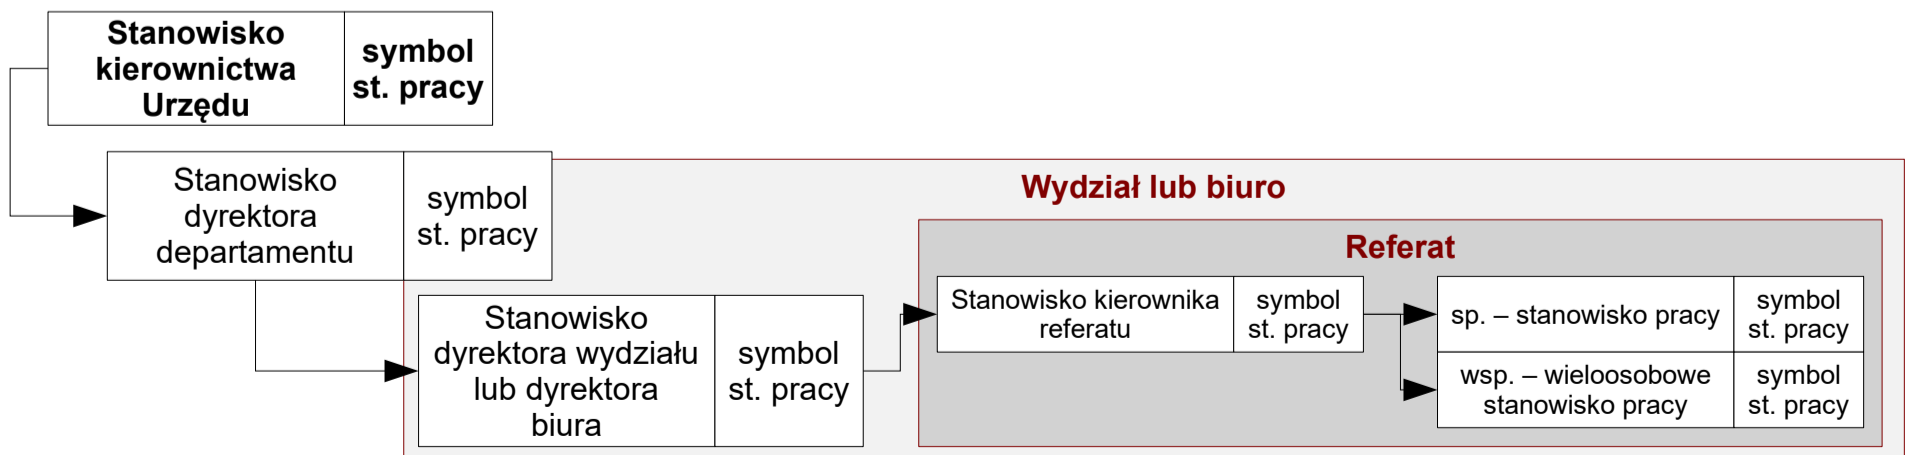 Stanowisko
kierownictwa
Urzędu
symbol
st. pracy
Stanowisko
dyrektora
departamentu
symbol
st. pracy
Wydział lub biuro
Referat
Stanowisko
dyrektora wydziału
lub dyrektora
biura
symbol
st. pracy
Stanowisko kierownika
referatu
symbol
st. pracy
sp. – stanowisko pracy
symbol
st. pracy
wsp. – wieloosobowe
stanowisko pracy
symbol
st. pracy